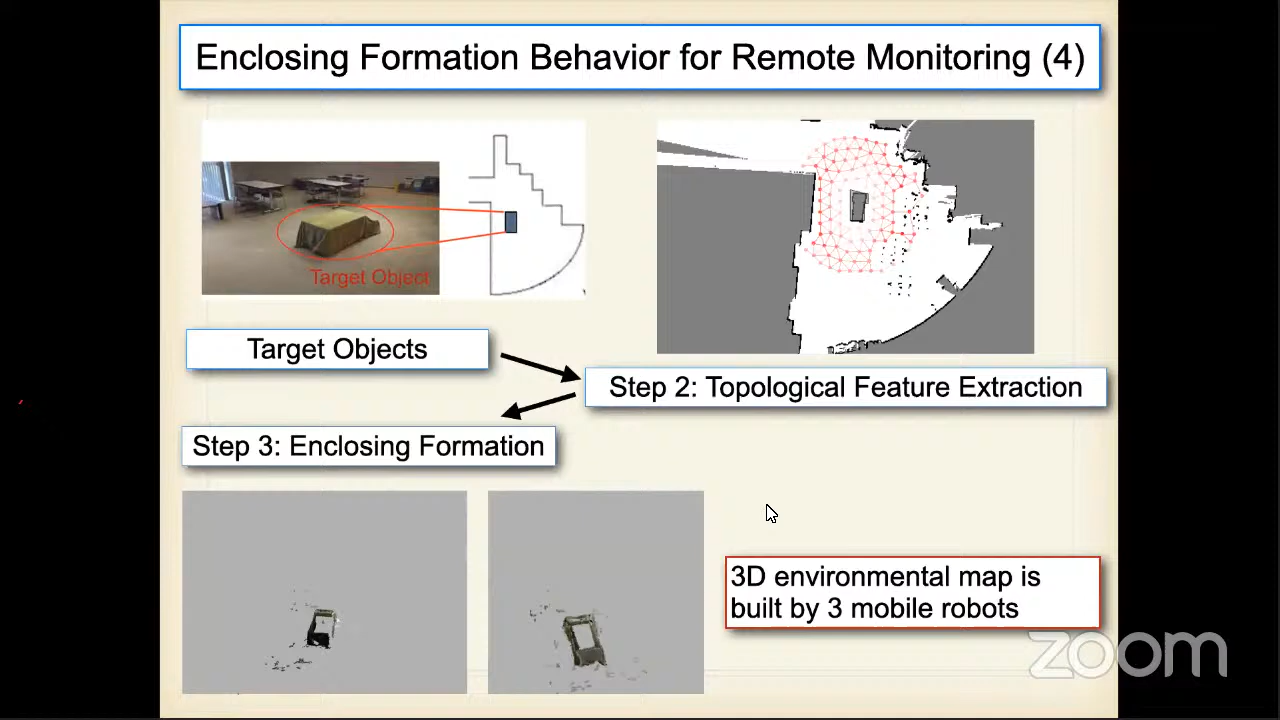 Enclosing Formation Behavior for Remote Monitoring (4)
Target Object
Target Objects
Step 2: Topological Feature Extraction
Step 3: Enclosing Formation
3D environmental map is
built by 3 mobile robots
zoom